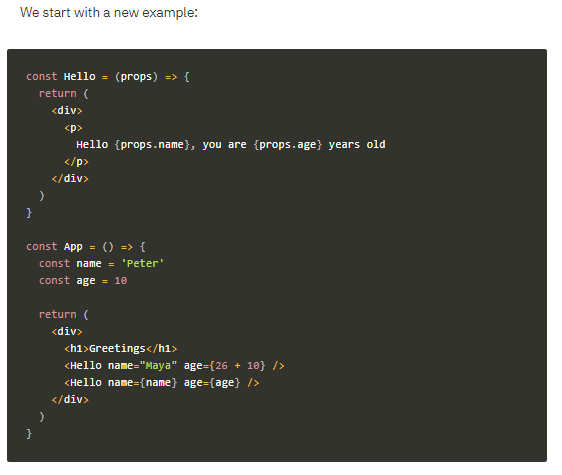 We start with a new example:
const Hello = (props) => {
  return (
    <div>
      <p>
        Hello {props.name}, you are {props.age} years old
      </p>
    </div>
  )
}
const App = () => {
  const name = 'Peter'
  const age = 10
  return (
    <div>
      <h1>Greetings</h1>
      <Hello name="Maya" age={26 + 10} />
      <Hello name={name} age={age} />
    </div>
  )
}